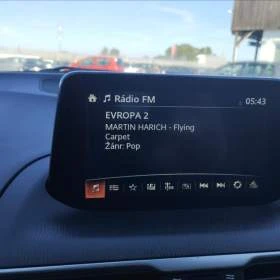 Rádio FM
05:43
EVROPA 2
MARTIN HARICH - Flying
Carpet
Žánr: Pop